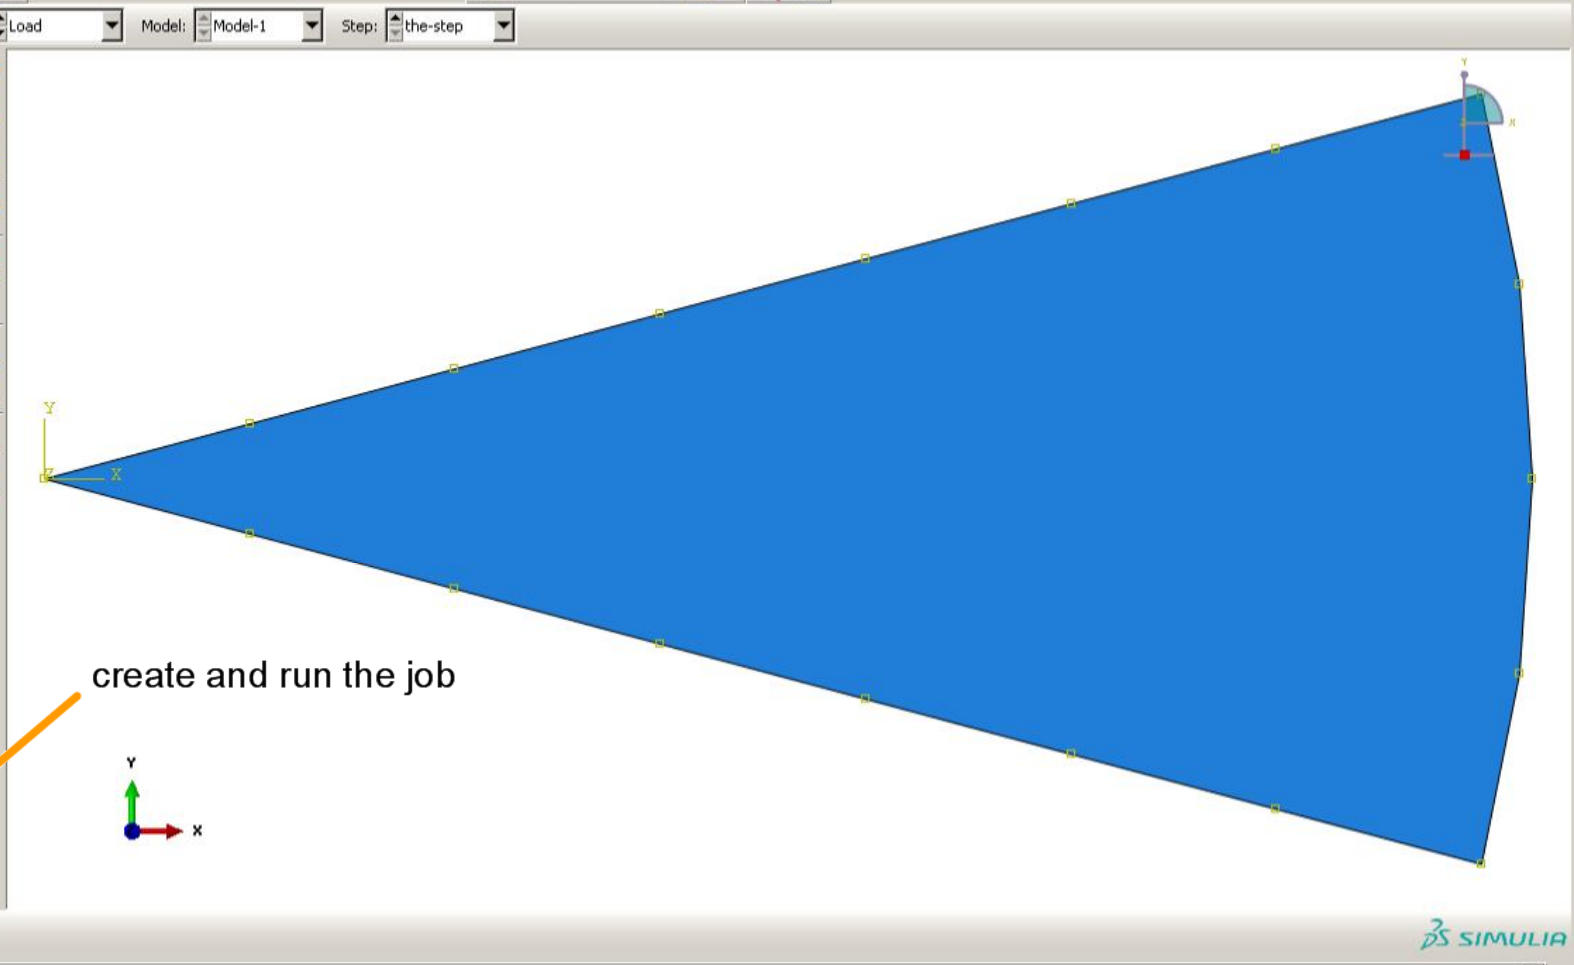 Load Model: Model-1 Step: the-step
Y
X
Y
X
create and run the job
Y
X
SIMULIA